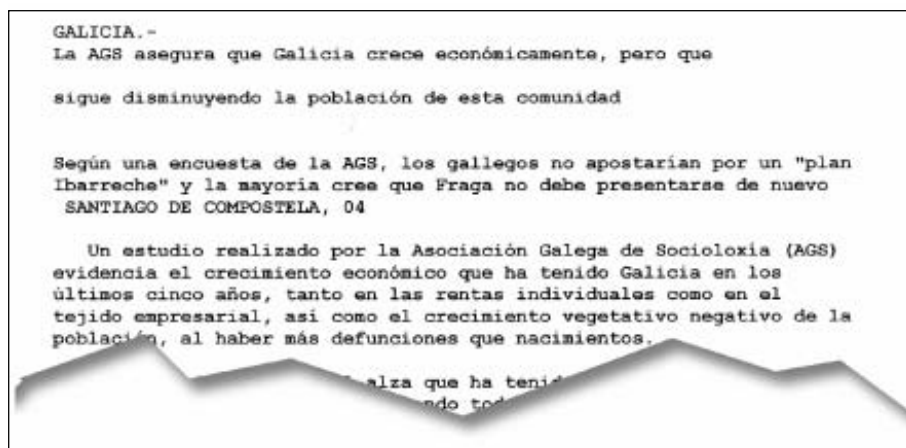 GALICIA.-
La AGS asegura que Galicia crece económicamente, pero que
sigue disminuyendo la población de esta comunidad
Según una encuesta de la AGS, los gallegos no apostarían por un "plan
Ibarreche" y la mayoría cree que Fraga no debe presentarse de nuevo
SANTIAGO DE COMPOSTELA, 04
Un estudio realizado por la Asociación Galega de Socioloxía (AGS)
evidencia el crecimiento económico que ha tenido Galicia en los
últimos cinco años, tanto en las rentas individuales como en el
tejido empresarial, así como el crecimiento vegetativo negativo de la
población, al haber más defunciones que nacimientos.
alza que ha